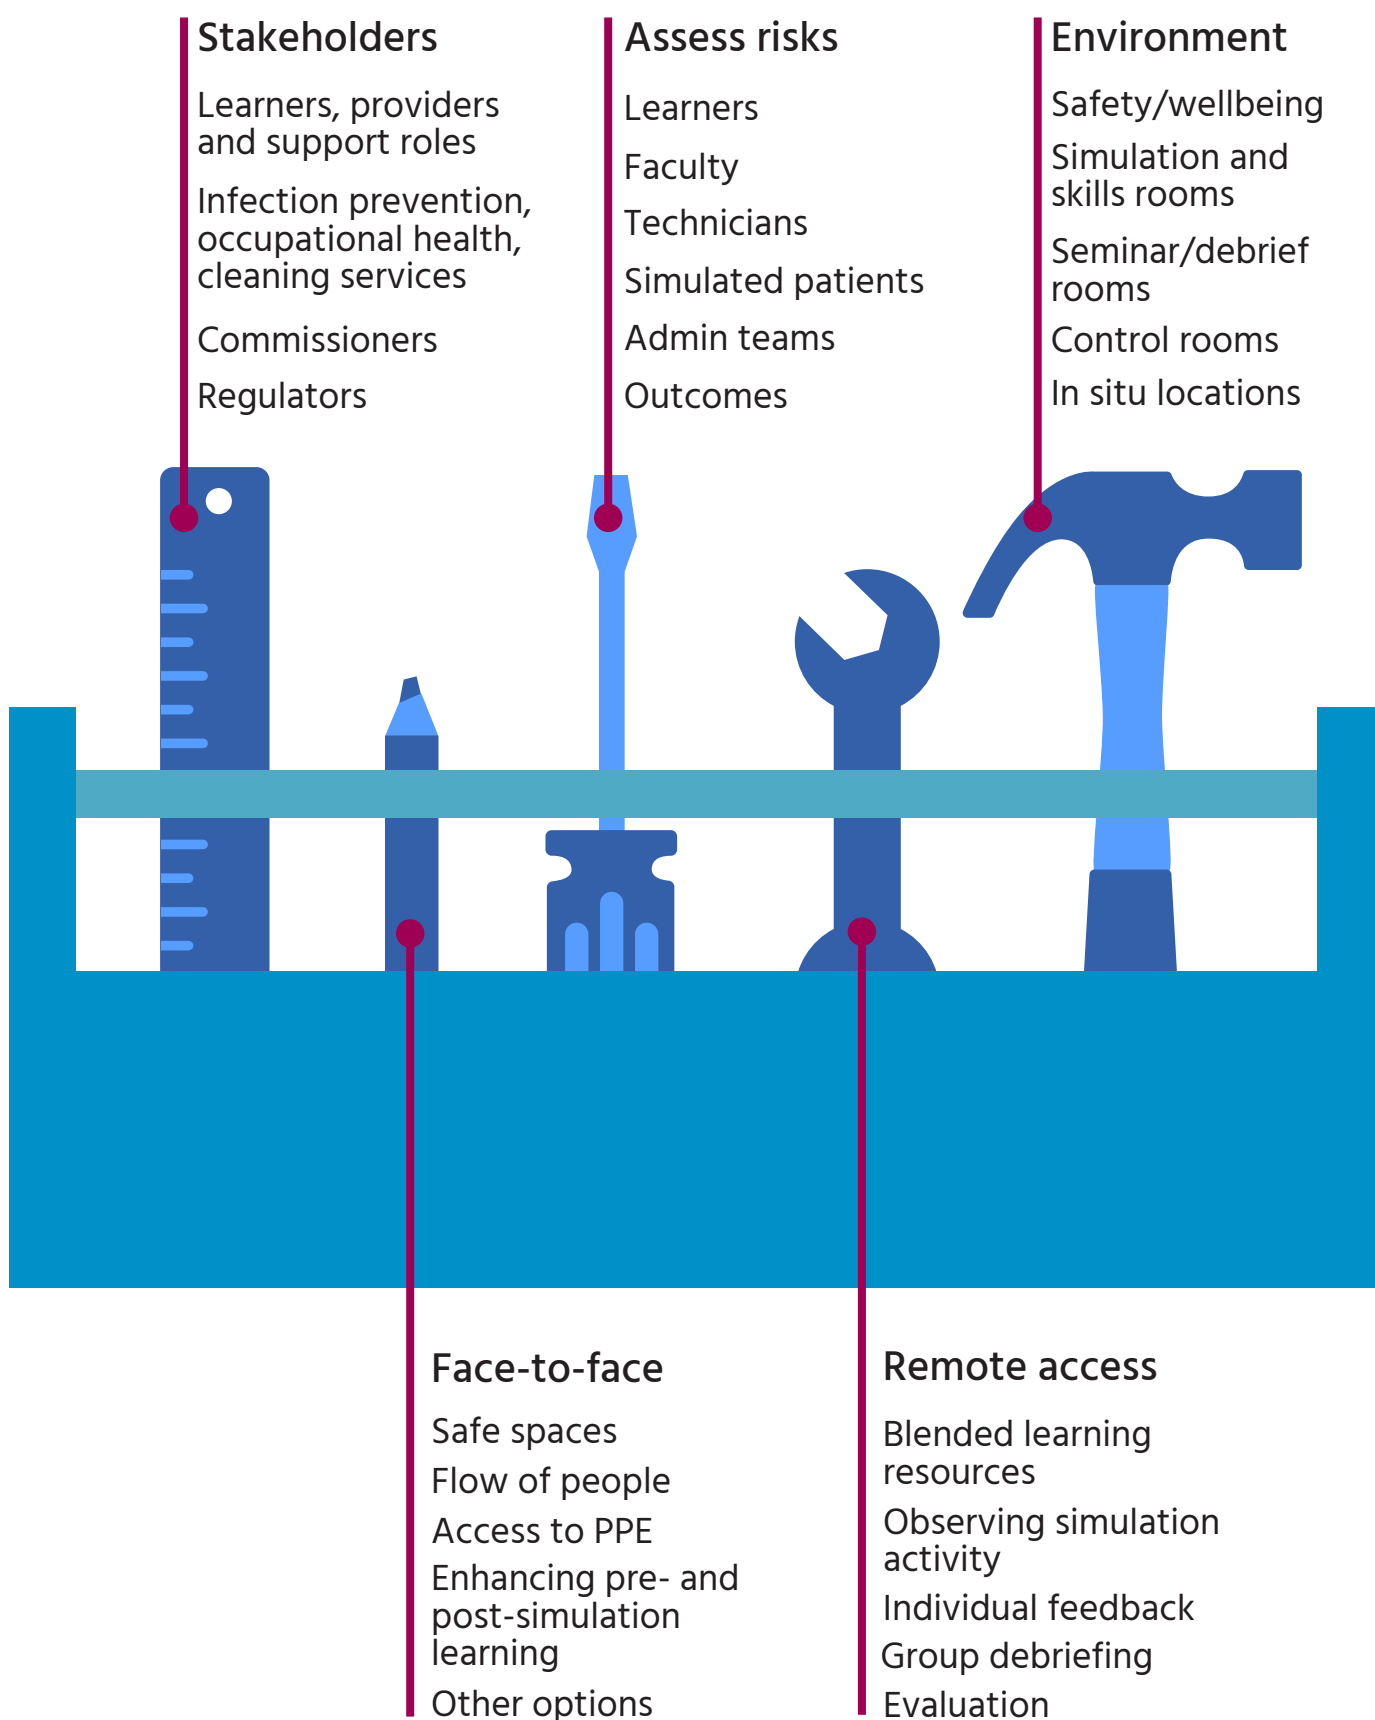 Stakeholders
Learners, providers
and support roles
Infection prevention,
occupational health,
cleaning services
Commissioners
Regulators
Assess risks
Learners
Faculty
Technicians
Simulated patients
Admin teams
Outcomes
Environment
Safety/wellbeing
Simulation and
skills rooms
Seminar/debrief
rooms
Control rooms
In situ locations
Face-to-face
Safe spaces
Flow of people
Access to PPE
Enhancing pre- and
post-simulation
learning
Other options
Remote access
Blended learning
resources
Observing simulation
activity
Individual feedback
Group debriefing
Evaluation